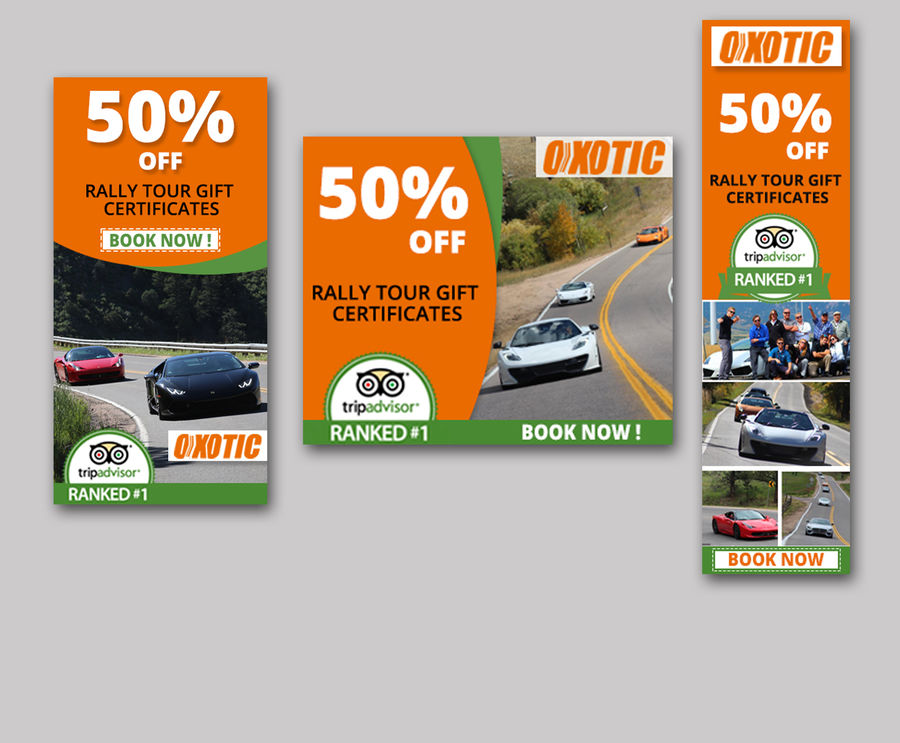 50%
OFF
RALLY TOUR GIFT
CERTIFICATES
BOOK NOW !
OXOTIC
tripadvisor
RANKED #1
OXOTIC
50%
OFF
RALLY TOUR GIFT
CERTIFICATES
tripadvisor
RANKED #1
BOOK NOW !
OXOTIC
50%
OFF
RALLY TOUR GIFT
CERTIFICATES
tripadvisor
RANKED #1
BOOK NOW